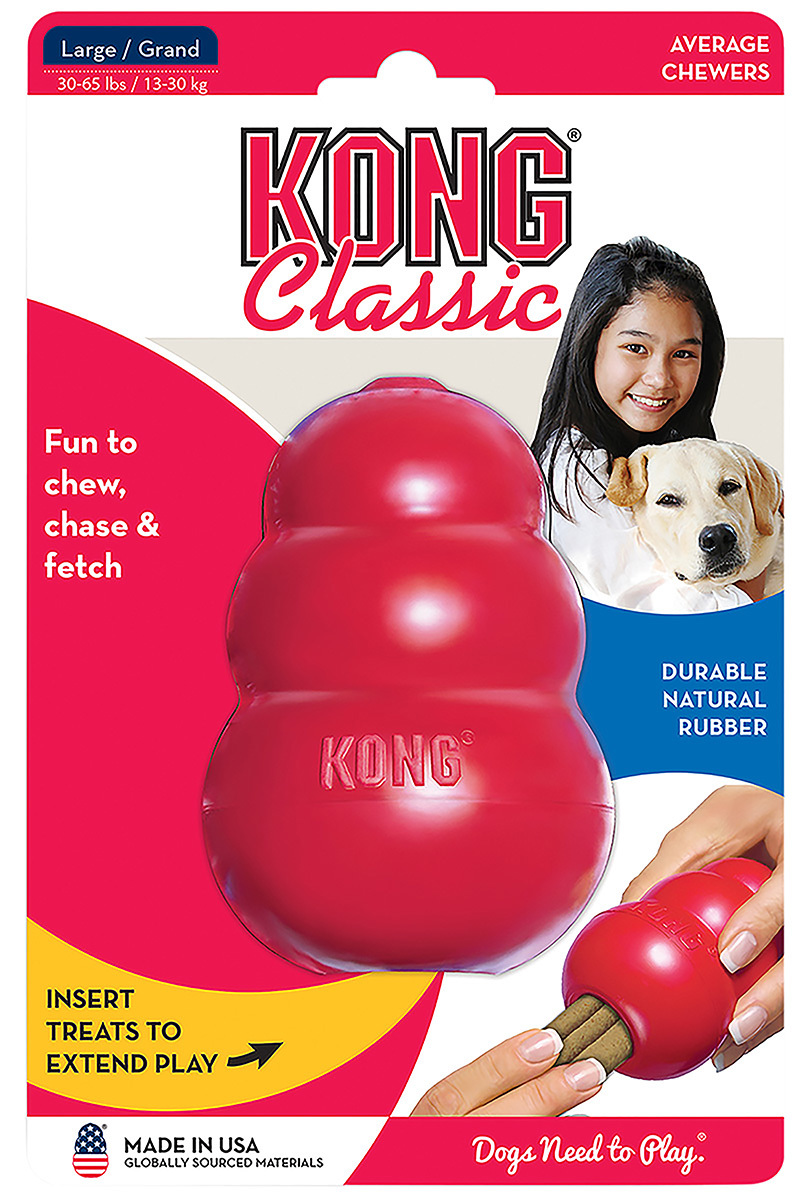 Large / Grand
30-65 lbs / 13-30 kg
AVERAGE
CHEWERS
KONG®
Classic
Fun to
chew,
chase &
fetch
KONG®
DURABLE
NATURAL
RUBBER
KONG®
INSERT
TREATS TO
EXTEND PLAY
MADE IN USA
GLOBALLY SOURCED MATERIALS
Dogs Need to Play.®